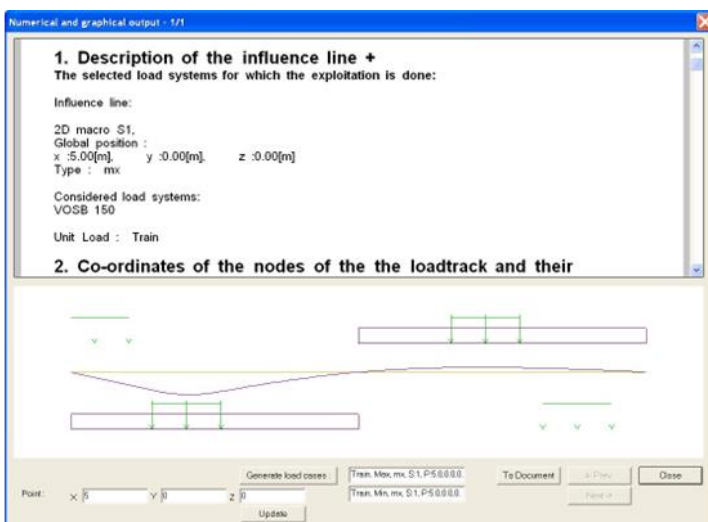 Numerical and graphical output - 1/1
1. Description of the influence line +
The selected load systems for which the exploitation is done:
Influence line:
2D macro S1,
Global position :
x :5.00[m], y :0.00[m], z :0.00[m]
Type : mx
Considered load systems:
VOSB 150
Unit Load : Train
2. Co-ordinates of the nodes of the the loadtrack and their
Generate load cases : Train. Max, mx, S:1, P:5.0.0.0.0. To Document <- Prev Close
Point : X 5 Y 0 Z 0 Train. Min, mx, S:1, P:5.0.0.0.0. Next ->
Update